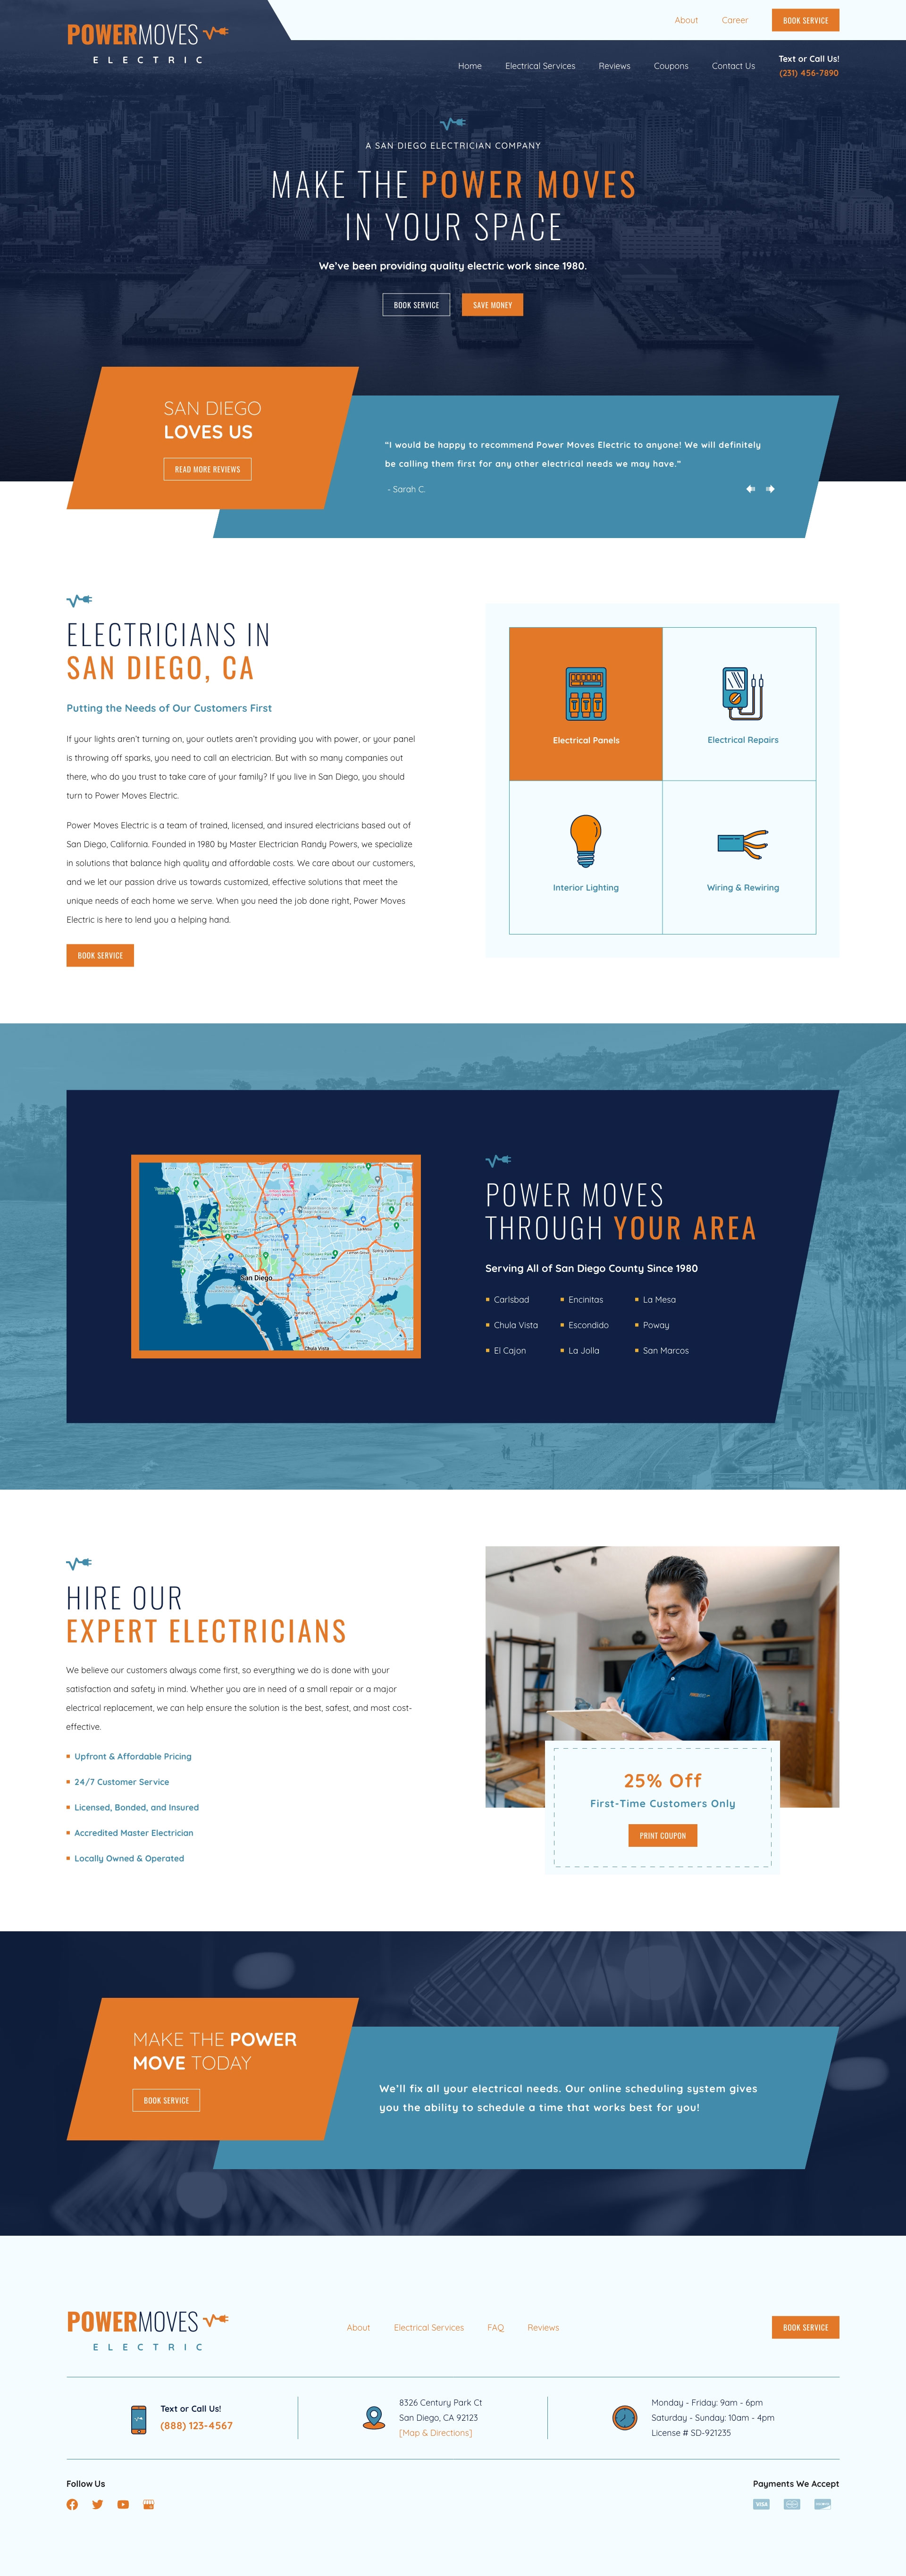 POWERMOVES
ELECTRIC
About
Career
BOOK SERVICE
Home
Electrical Services
Reviews
Coupons
Contact Us
Text or Call Us!
(231) 456-7890
A SAN DIEGO ELECTRICIAN COMPANY
MAKE THE POWER MOVES
IN YOUR SPACE
We've been providing quality electric work since 1980.
BOOK SERVICE
SAVE MONEY
SAN DIEGO
LOVES US
READ MORE REVIEWS
"I would be happy to recommend Power Moves Electric to anyone! We will definitely
be calling them first for any other electrical needs we may have."
- Sarah C.
ELECTRICIANS IN
SAN DIEGO, CA
Putting the Needs of Our Customers First
If your lights aren't turning on, your outlets aren't providing you with power, or your panel
is throwing off sparks, you need to call an electrician. But with so many companies out
there, who do you trust to take care of your family? If you live in San Diego, you should
turn to Power Moves Electric.
Power Moves Electric is a team of trained, licensed, and insured electricians based out of
San Diego, California. Founded in 1980 by Master Electrician Randy Powers, we specialize
in solutions that balance high quality and affordable costs. We care about our customers,
and we let our passion drive us towards customized, effective solutions that meet the
unique needs of each home we serve. When you need the job done right, Power Moves
Electric is here to lend you a helping hand.
BOOK SERVICE
Electrical Panels
Electrical Repairs
Interior Lighting
Wiring & Rewiring
San Diego
Chula Vista
POWER MOVES
THROUGH YOUR AREA
Serving All of San Diego County Since 1980
Carlsbad
Encinitas
La Mesa
Chula Vista
Escondido
Poway
El Cajon
La Jolla
San Marcos
HIRE OUR
EXPERT ELECTRICIANS
We believe our customers always come first, so everything we do is done with your
satisfaction and safety in mind. Whether you are in need of a small repair or a major
electrical replacement, we can help ensure the solution is the best, safest, and most cost-
effective.
Upfront & Affordable Pricing
24/7 Customer Service
Licensed, Bonded, and Insured
Accredited Master Electrician
Locally Owned & Operated
25% Off
First-Time Customers Only
PRINT COUPON
MAKE THE POWER
MOVE TODAY
BOOK SERVICE
We'll fix all your electrical needs. Our online scheduling system gives
you the ability to schedule a time that works best for you!
POWERMOVES
ELECTRIC
About
Electrical Services
FAQ
Reviews
BOOK SERVICE
Text or Call Us!
(888) 123-4567
8326 Century Park Ct
San Diego, CA 92123
[Map & Directions]
Monday - Friday: 9am - 6pm
Saturday - Sunday: 10am - 4pm
License # SD-921235
Follow Us
Payments We Accept
VISA